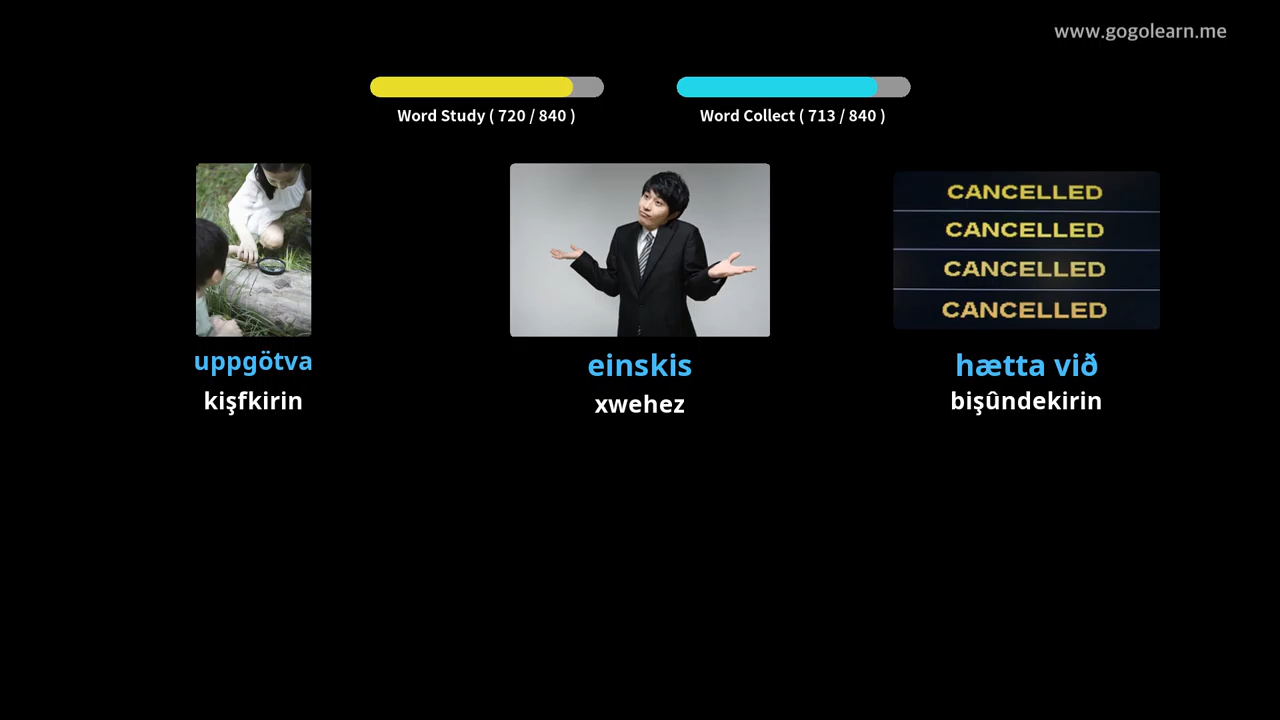 www.gogolearn.me
Word Study ( 720 / 840 )
Word Collect ( 713 / 840 )
CANCELLED
CANCELLED
CANCELLED
CANCELLED
uppgötva
einskis
hætta við
kişfkirin
xwehez
bişûndekirin